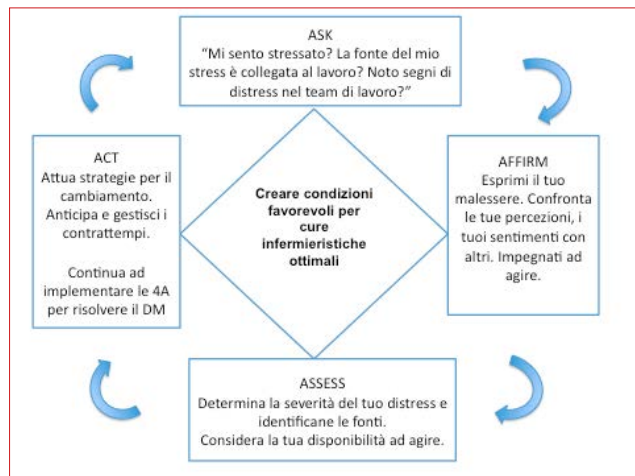 ASK
“Mi sento stressato? La fonte del mio
stress è collegata al lavoro? Noto segni di
distress nel team di lavoro?”
ACT
Attua strategie per il
cambiamento.
Anticipa e gestisci i
contrattempi.
Continua ad
implementare le 4A
per risolvere il DM
Creare condizioni
favorevoli per
cure
infermieristiche
ottimali
AFFIRM
Esprimi il tuo
malessere. Confronta
le tue percezioni, i
tuoi sentimenti con
altri. Impegnati ad
agire.
ASSESS
Determina la severità del tuo distress e
identificane le fonti.
Considera la tua disponibilità ad agire.